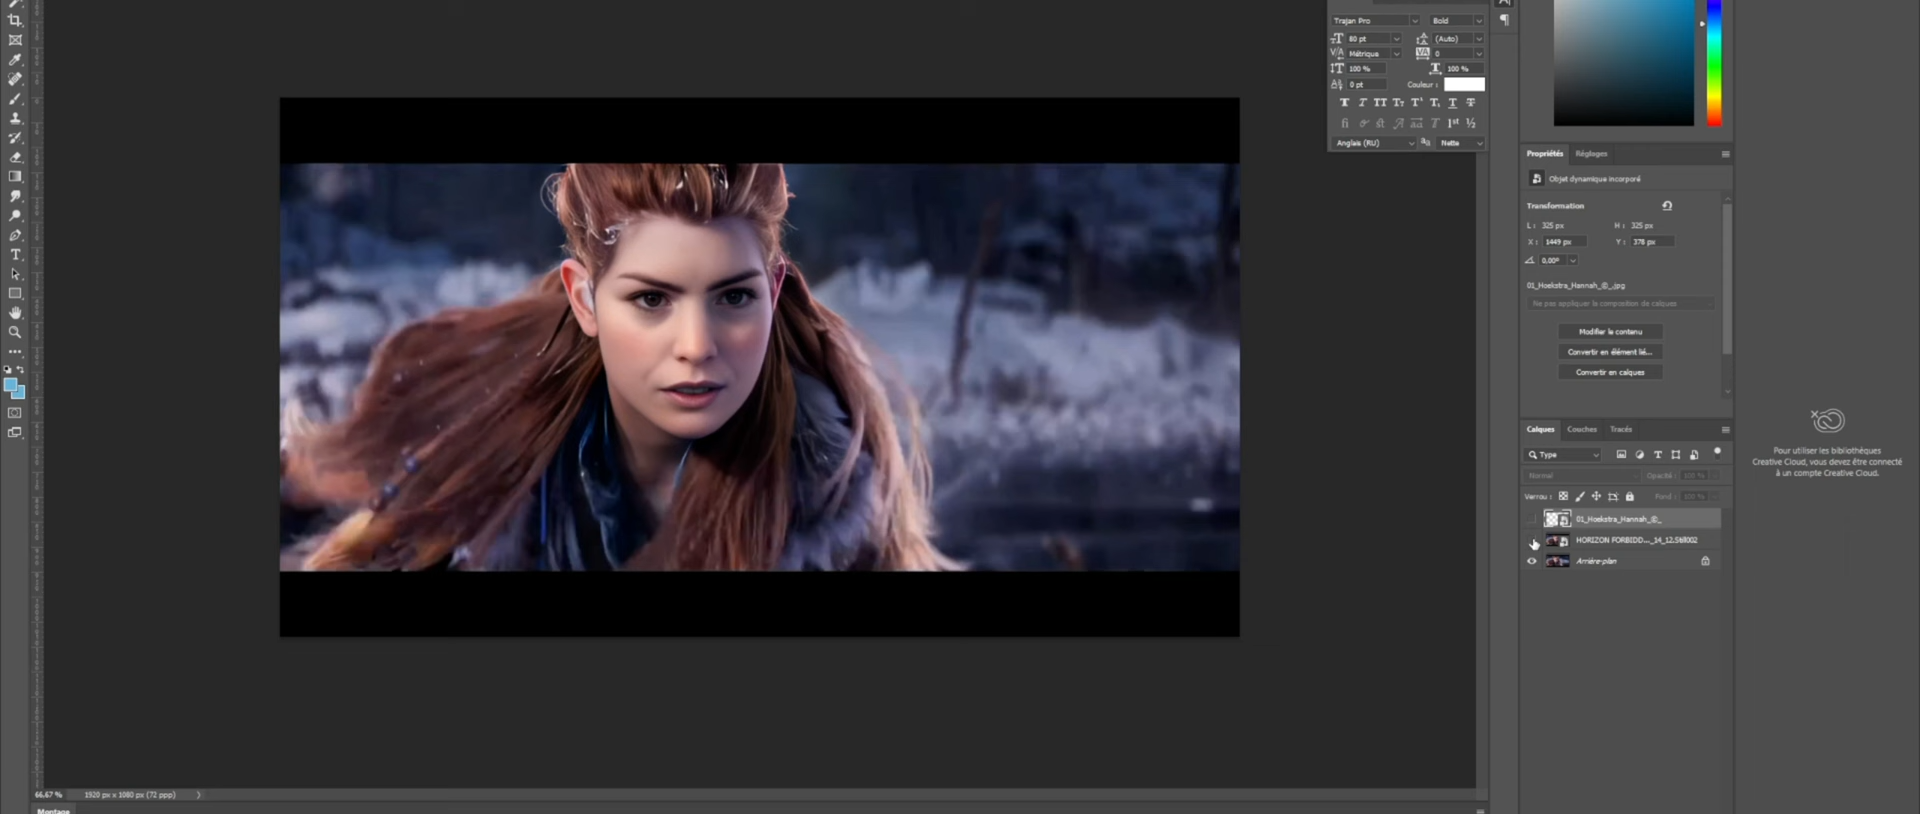 Trajan Pro
Bold
80 pt
(Auto)
Métrique
0
100 %
100 %
0 pt
Couleur :
Anglais (RU)
aa
Nette
Propriétés
Réglages
Objet dynamique incorporé
Transformation
L : 325 px
H : 325 px
X : 1449 px
Y : 376 px
0,00°
01_Hoekstra_Hannah_©_.jpg
Ne pas appliquer la composition de calques
Modifier le contenu
Convertir en élément lié...
Convertir en calques
Calques
Couches
Tracés
Type
Normal
Opacité : 100 %
Verrou :
Fond : 100 %
01_Hoekstra_Hannah_©_
HORIZON FORBIDD..._14_12.Still002
Arrière-plan
Pour utiliser les bibliothèques
Creative Cloud, vous devez être connecté
à un compte Creative Cloud.
66,67 %
1920 px x 1080 px (72 ppp)
Montage